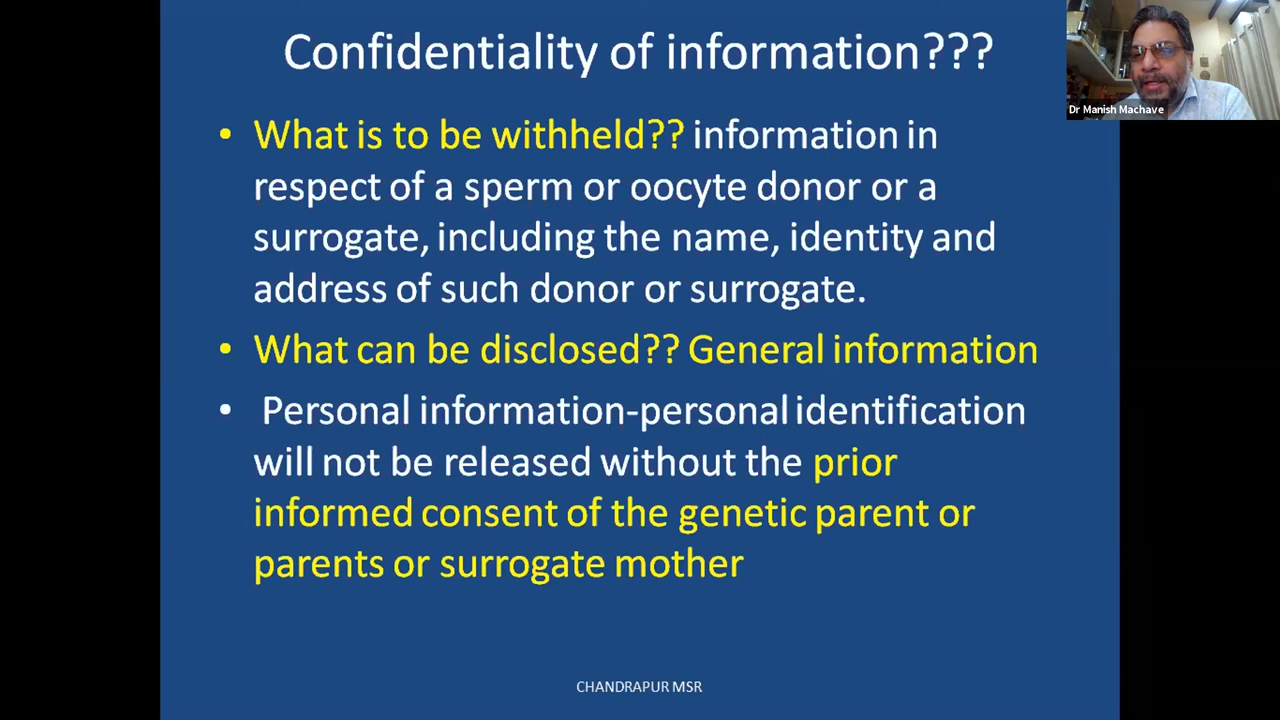 Confidentiality of information???
Dr Manish Machave
• What is to be withheld?? information in
respect of a sperm or oocyte donor or a
surrogate, including the name, identity and
address of such donor or surrogate.
• What can be disclosed?? General information
• Personal information-personal identification
will not be released without the prior
informed consent of the genetic parent or
parents or surrogate mother
CHANDRAPUR MSR